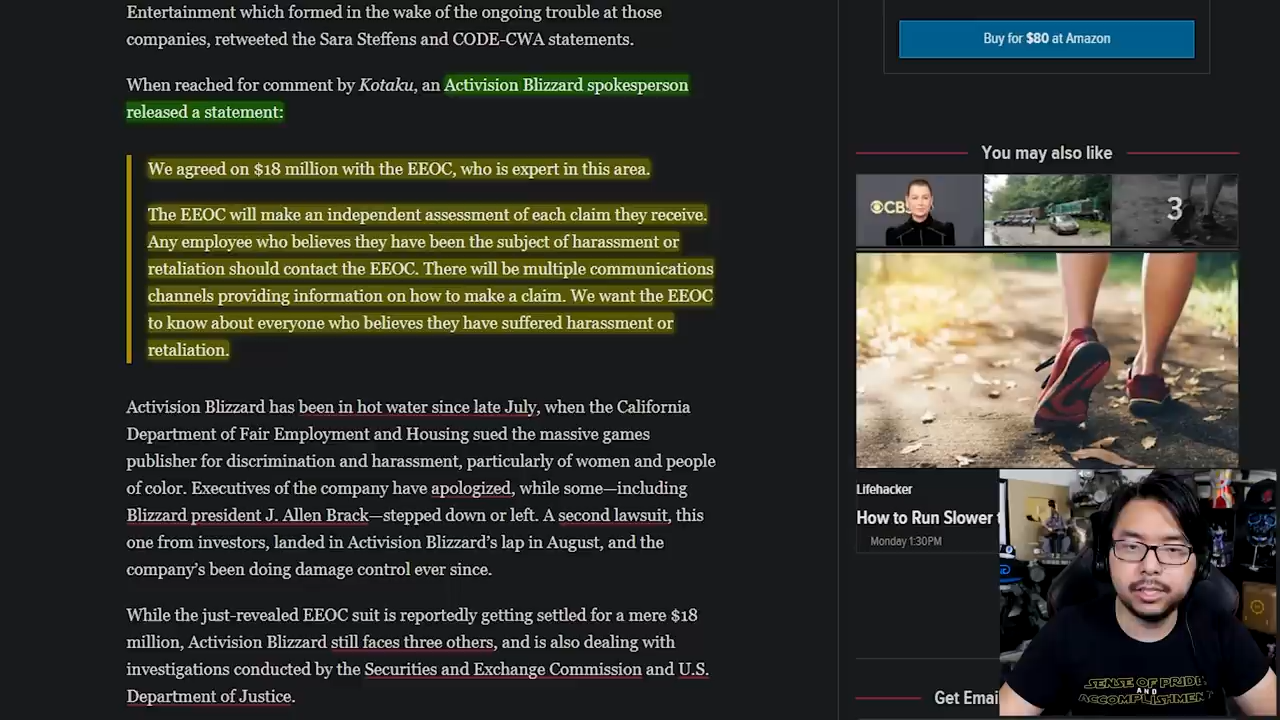 Entertainment which formed in the wake of the ongoing trouble at those
companies, retweeted the Sara Steffens and CODE-CWA statements.
When reached for comment by Kotaku, an Activision Blizzard spokesperson
released a statement:
We agreed on $18 million with the EEOC, who is expert in this area.
The EEOC will make an independent assessment of each claim they receive.
Any employee who believes they have been the subject of harassment or
retaliation should contact the EEOC. There will be multiple communications
channels providing information on how to make a claim. We want the EEOC
to know about everyone who believes they have suffered harassment or
retaliation.
Activision Blizzard has been in hot water since late July, when the California
Department of Fair Employment and Housing sued the massive games
publisher for discrimination and harassment, particularly of women and people
of color. Executives of the company have apologized, while some—including
Blizzard president J. Allen Brack—stepped down or left. A second lawsuit, this
one from investors, landed in Activision Blizzard's lap in August, and the
company's been doing damage control ever since.
While the just-revealed EEOC suit is reportedly getting settled for a mere $18
million, Activision Blizzard still faces three others, and is also dealing with
investigations conducted by the Securities and Exchange Commission and U.S.
Department of Justice.
Buy for $80 at Amazon
You may also like
CBS
3
Lifehacker
How to Run Slower
Monday 1:30PM
Get Emai
SENSE OF PRIDE
AND
ACCOMPLISHMENT